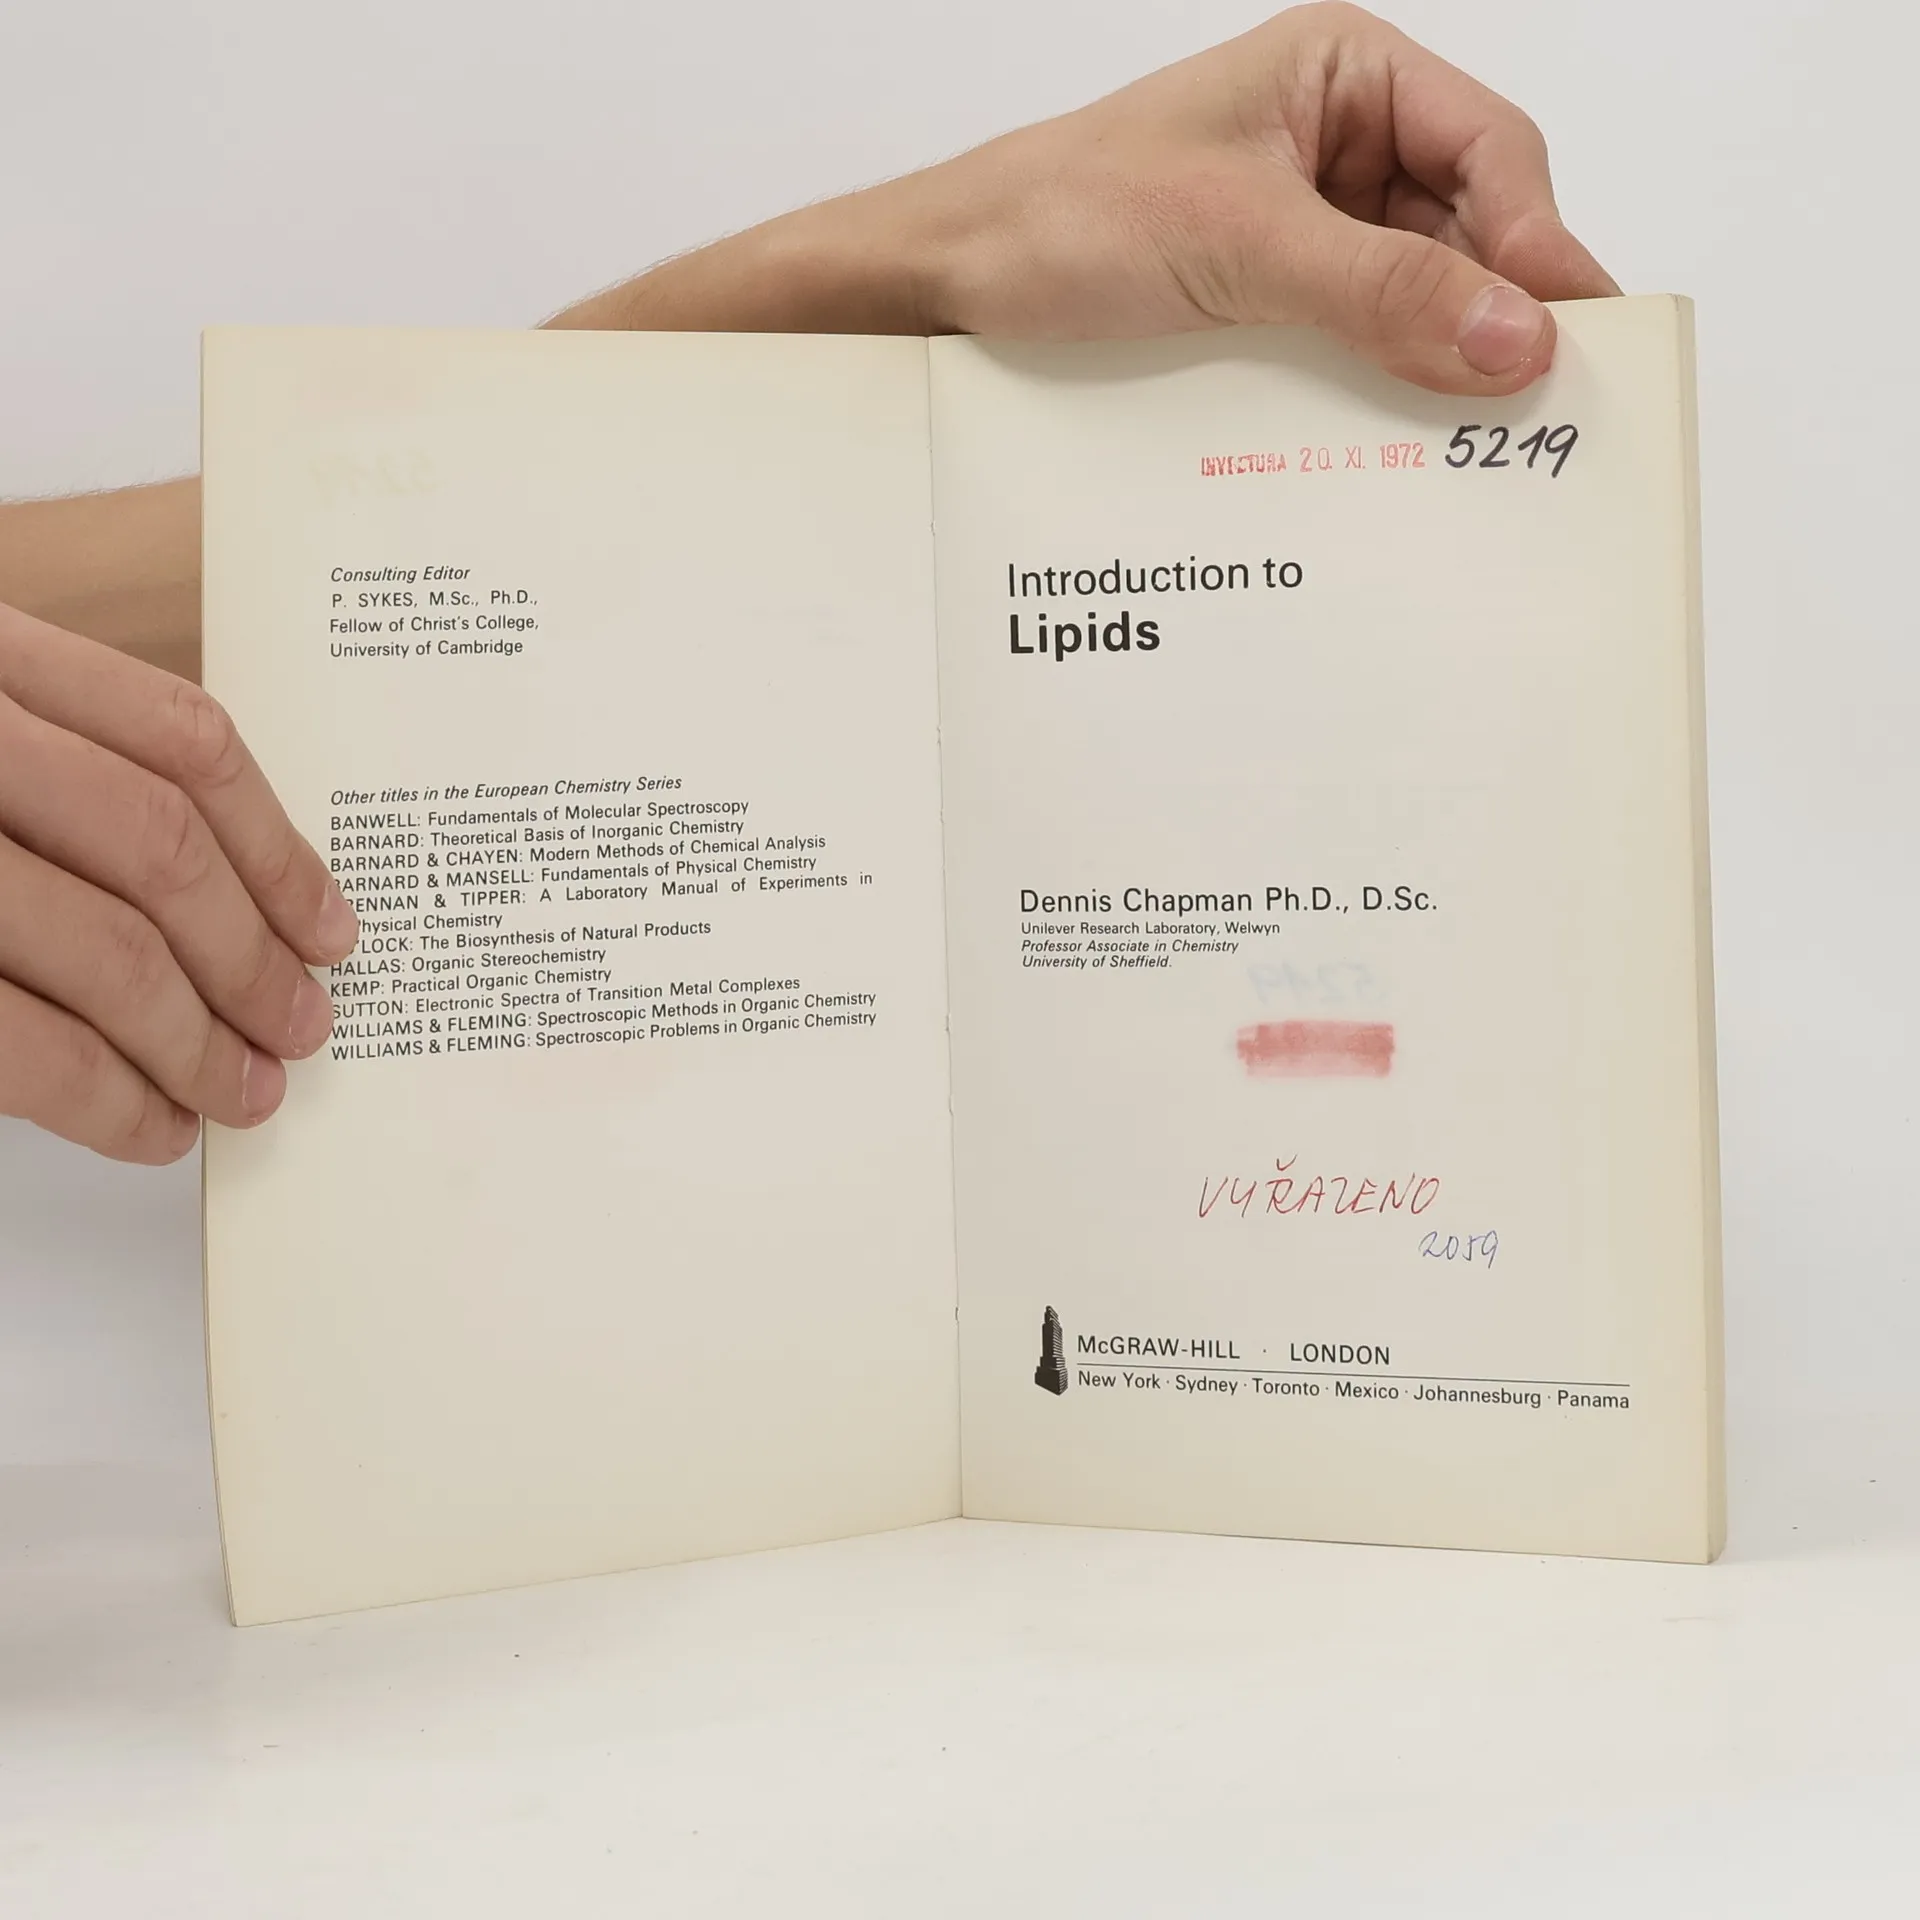 Consulting Editor
P. SYKES, M.Sc., Ph.D.,
Fellow of Christ's College,
University of Cambridge
Other titles in the European Chemistry Series
BANWELL: Fundamentals of Molecular Spectroscopy
BARNARD: Theoretical Basis of Inorganic Chemistry
BARNARD & CHAYEN: Modern Methods of Chemical Analysis
ARNARD & MANSELL: Fundamentals of Physical Chemistry
RENNAN & TIPPER: A Laboratory Manual of Experiments in
Physical Chemistry
'LOCK: The Biosynthesis of Natural Products
HALLAS: Organic Stereochemistry
KEMP: Practical Organic Chemistry
SUTTON: Electronic Spectra of Transition Metal Complexes
WILLIAMS & FLEMING: Spectroscopic Methods in Organic Chemistry
WILLIAMS & FLEMING: Spectroscopic Problems in Organic Chemistry
20. XI. 1972 5219
Introduction to
Lipids
Dennis Chapman Ph.D., D.Sc.
Unilever Research Laboratory, Welwyn
Professor Associate in Chemistry
University of Sheffield.
VYŘAZENO
2059
McGRAW-HILL · LONDON
New York · Sydney · Toronto · Mexico · Johannesburg · Panama